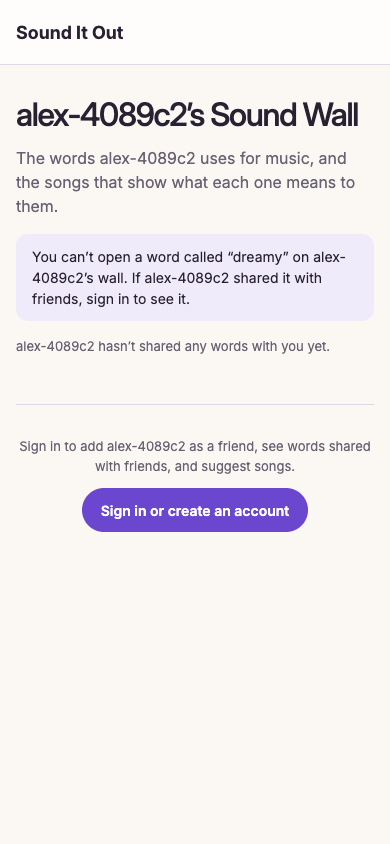 Sound It Out
alex-4089c2’s Sound Wall
The words alex-4089c2 uses for music, and
the songs that show what each one means to
them.
You can’t open a word called “dreamy” on alex-
4089c2’s wall. If alex-4089c2 shared it with
friends, sign in to see it.
alex-4089c2 hasn’t shared any words with you yet.
Sign in to add alex-4089c2 as a friend, see words shared
with friends, and suggest songs.
Sign in or create an account